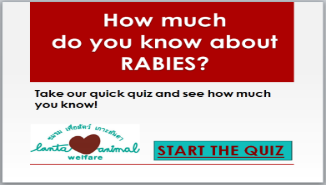 How much
do you know about
RABIES?
Take our quick quiz and see how much
you know!
lanta animal
welfare
START THE QUIZ